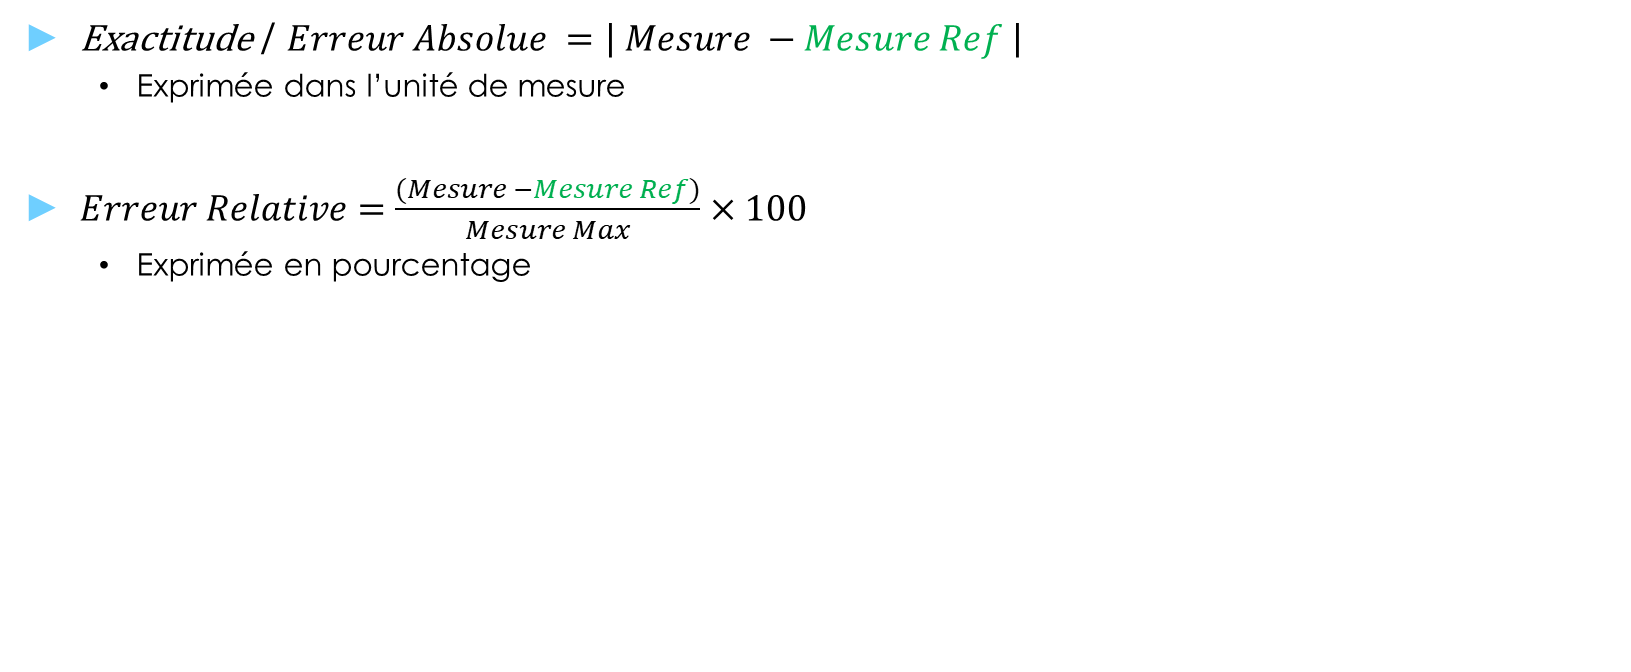 Exactitude / Erreur Absolue = | Mesure − Mesure Ref |
• Exprimée dans l’unité de mesure
Erreur Relative = (Mesure −Mesure Ref) / Mesure Max × 100
• Exprimée en pourcentage